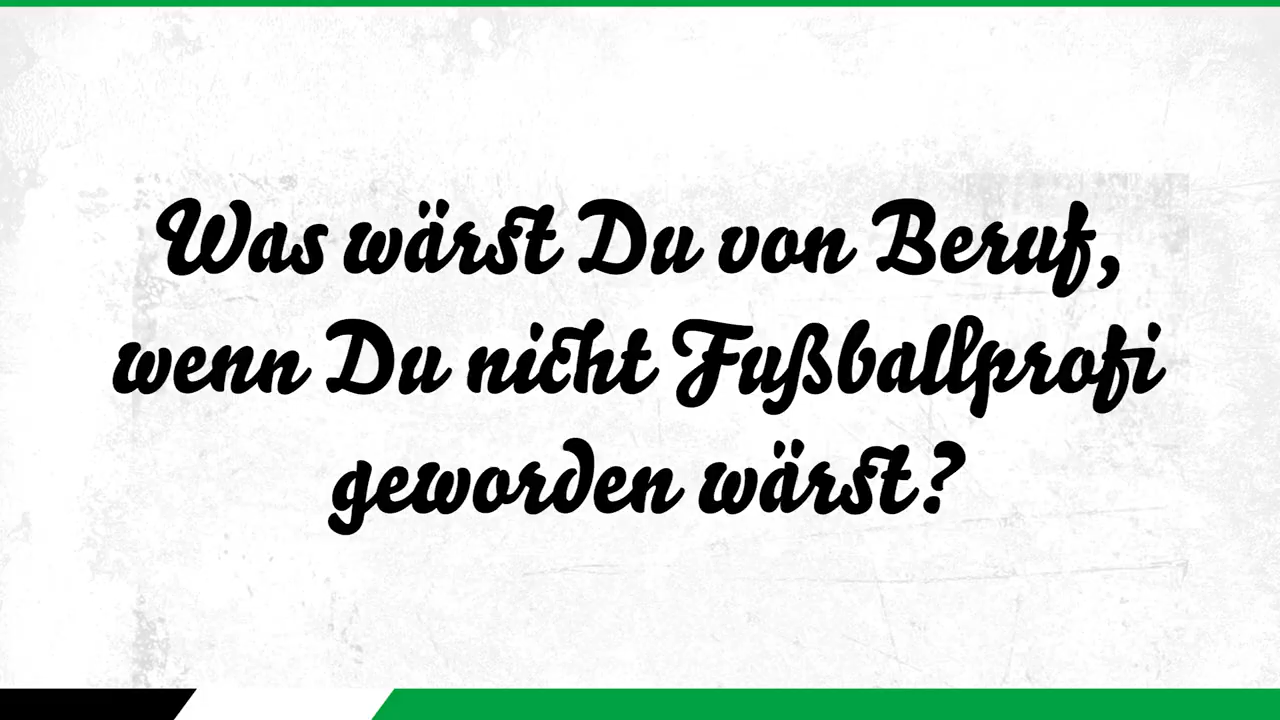 Was wärst Du von Beruf,
wenn Du nicht Fußballprofi
geworden wärst?